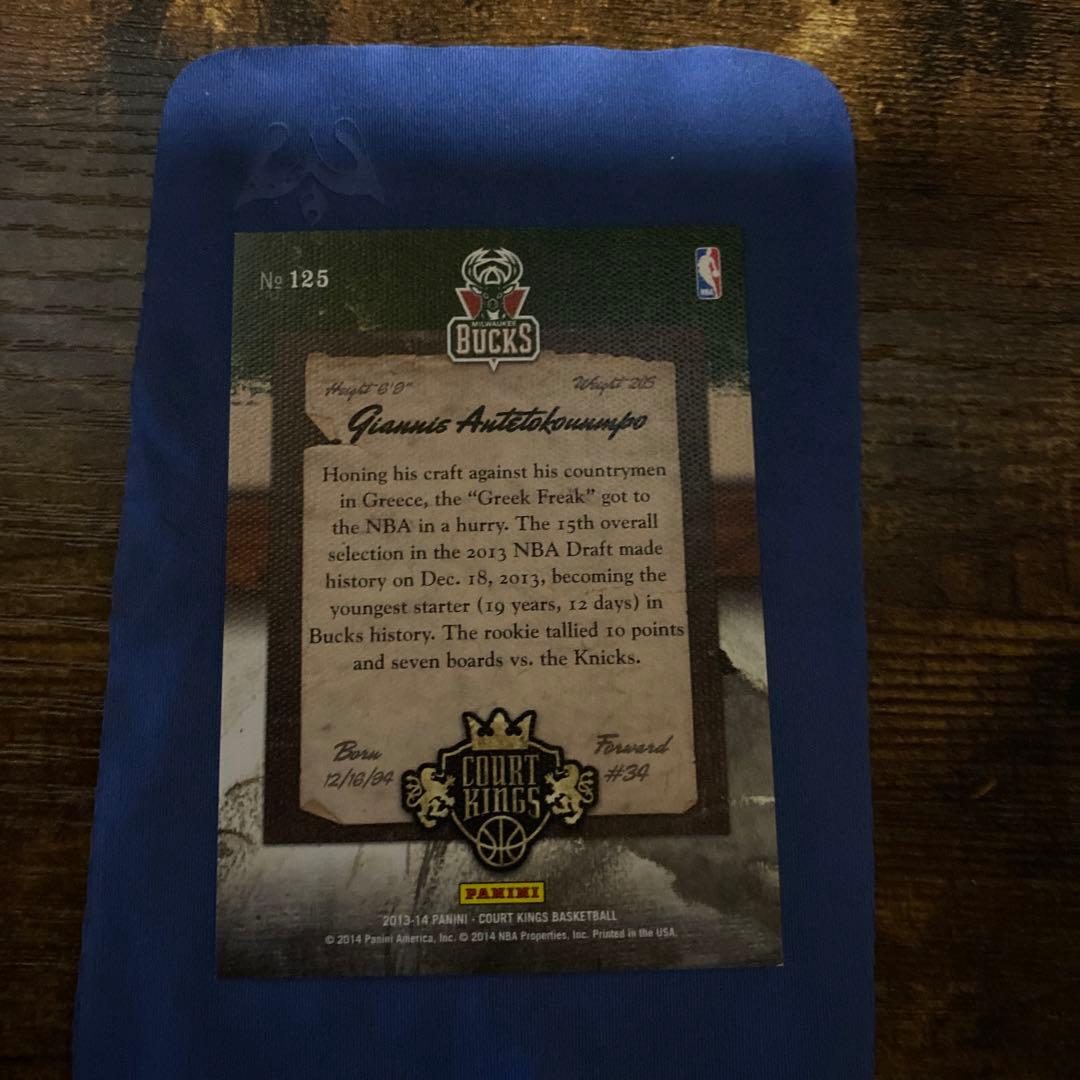 № 125
NBA
MILWAUKEE
BUCKS
Height 6'9"
Weight 205
Giannis Antetokounmpo
Honing his craft against his countrymen
in Greece, the “Greek Freak” got to
the NBA in a hurry. The 15th overall
selection in the 2013 NBA Draft made
history on Dec. 18, 2013, becoming the
youngest starter (19 years, 12 days) in
Bucks history. The rookie tallied 10 points
and seven boards vs. the Knicks.
Born
12/16/94
Forward
#34
COURT
KINGS
PANINI
2013-14 PANINI - COURT KINGS BASKETBALL
© 2014 Panini America, Inc. © 2014 NBA Properties, Inc. Printed in the USA.